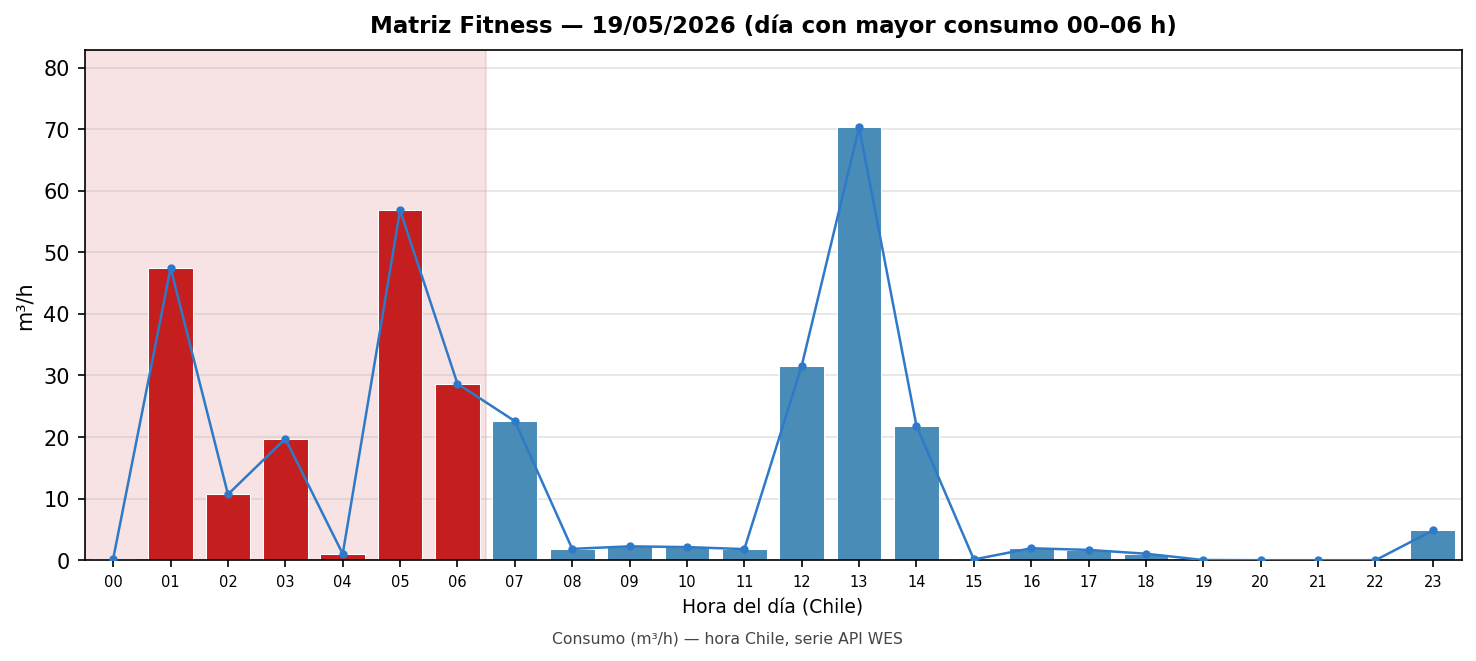 Matriz Fitness — 19/05/2026 (día con mayor consumo 00–06 h)
m³/h
80
70
60
50
40
30
20
10
0
00 01 02 03 04 05 06 07 08 09 10 11 12 13 14 15 16 17 18 19 20 21 22 23
Hora del día (Chile)
Consumo (m³/h) — hora Chile, serie API WES